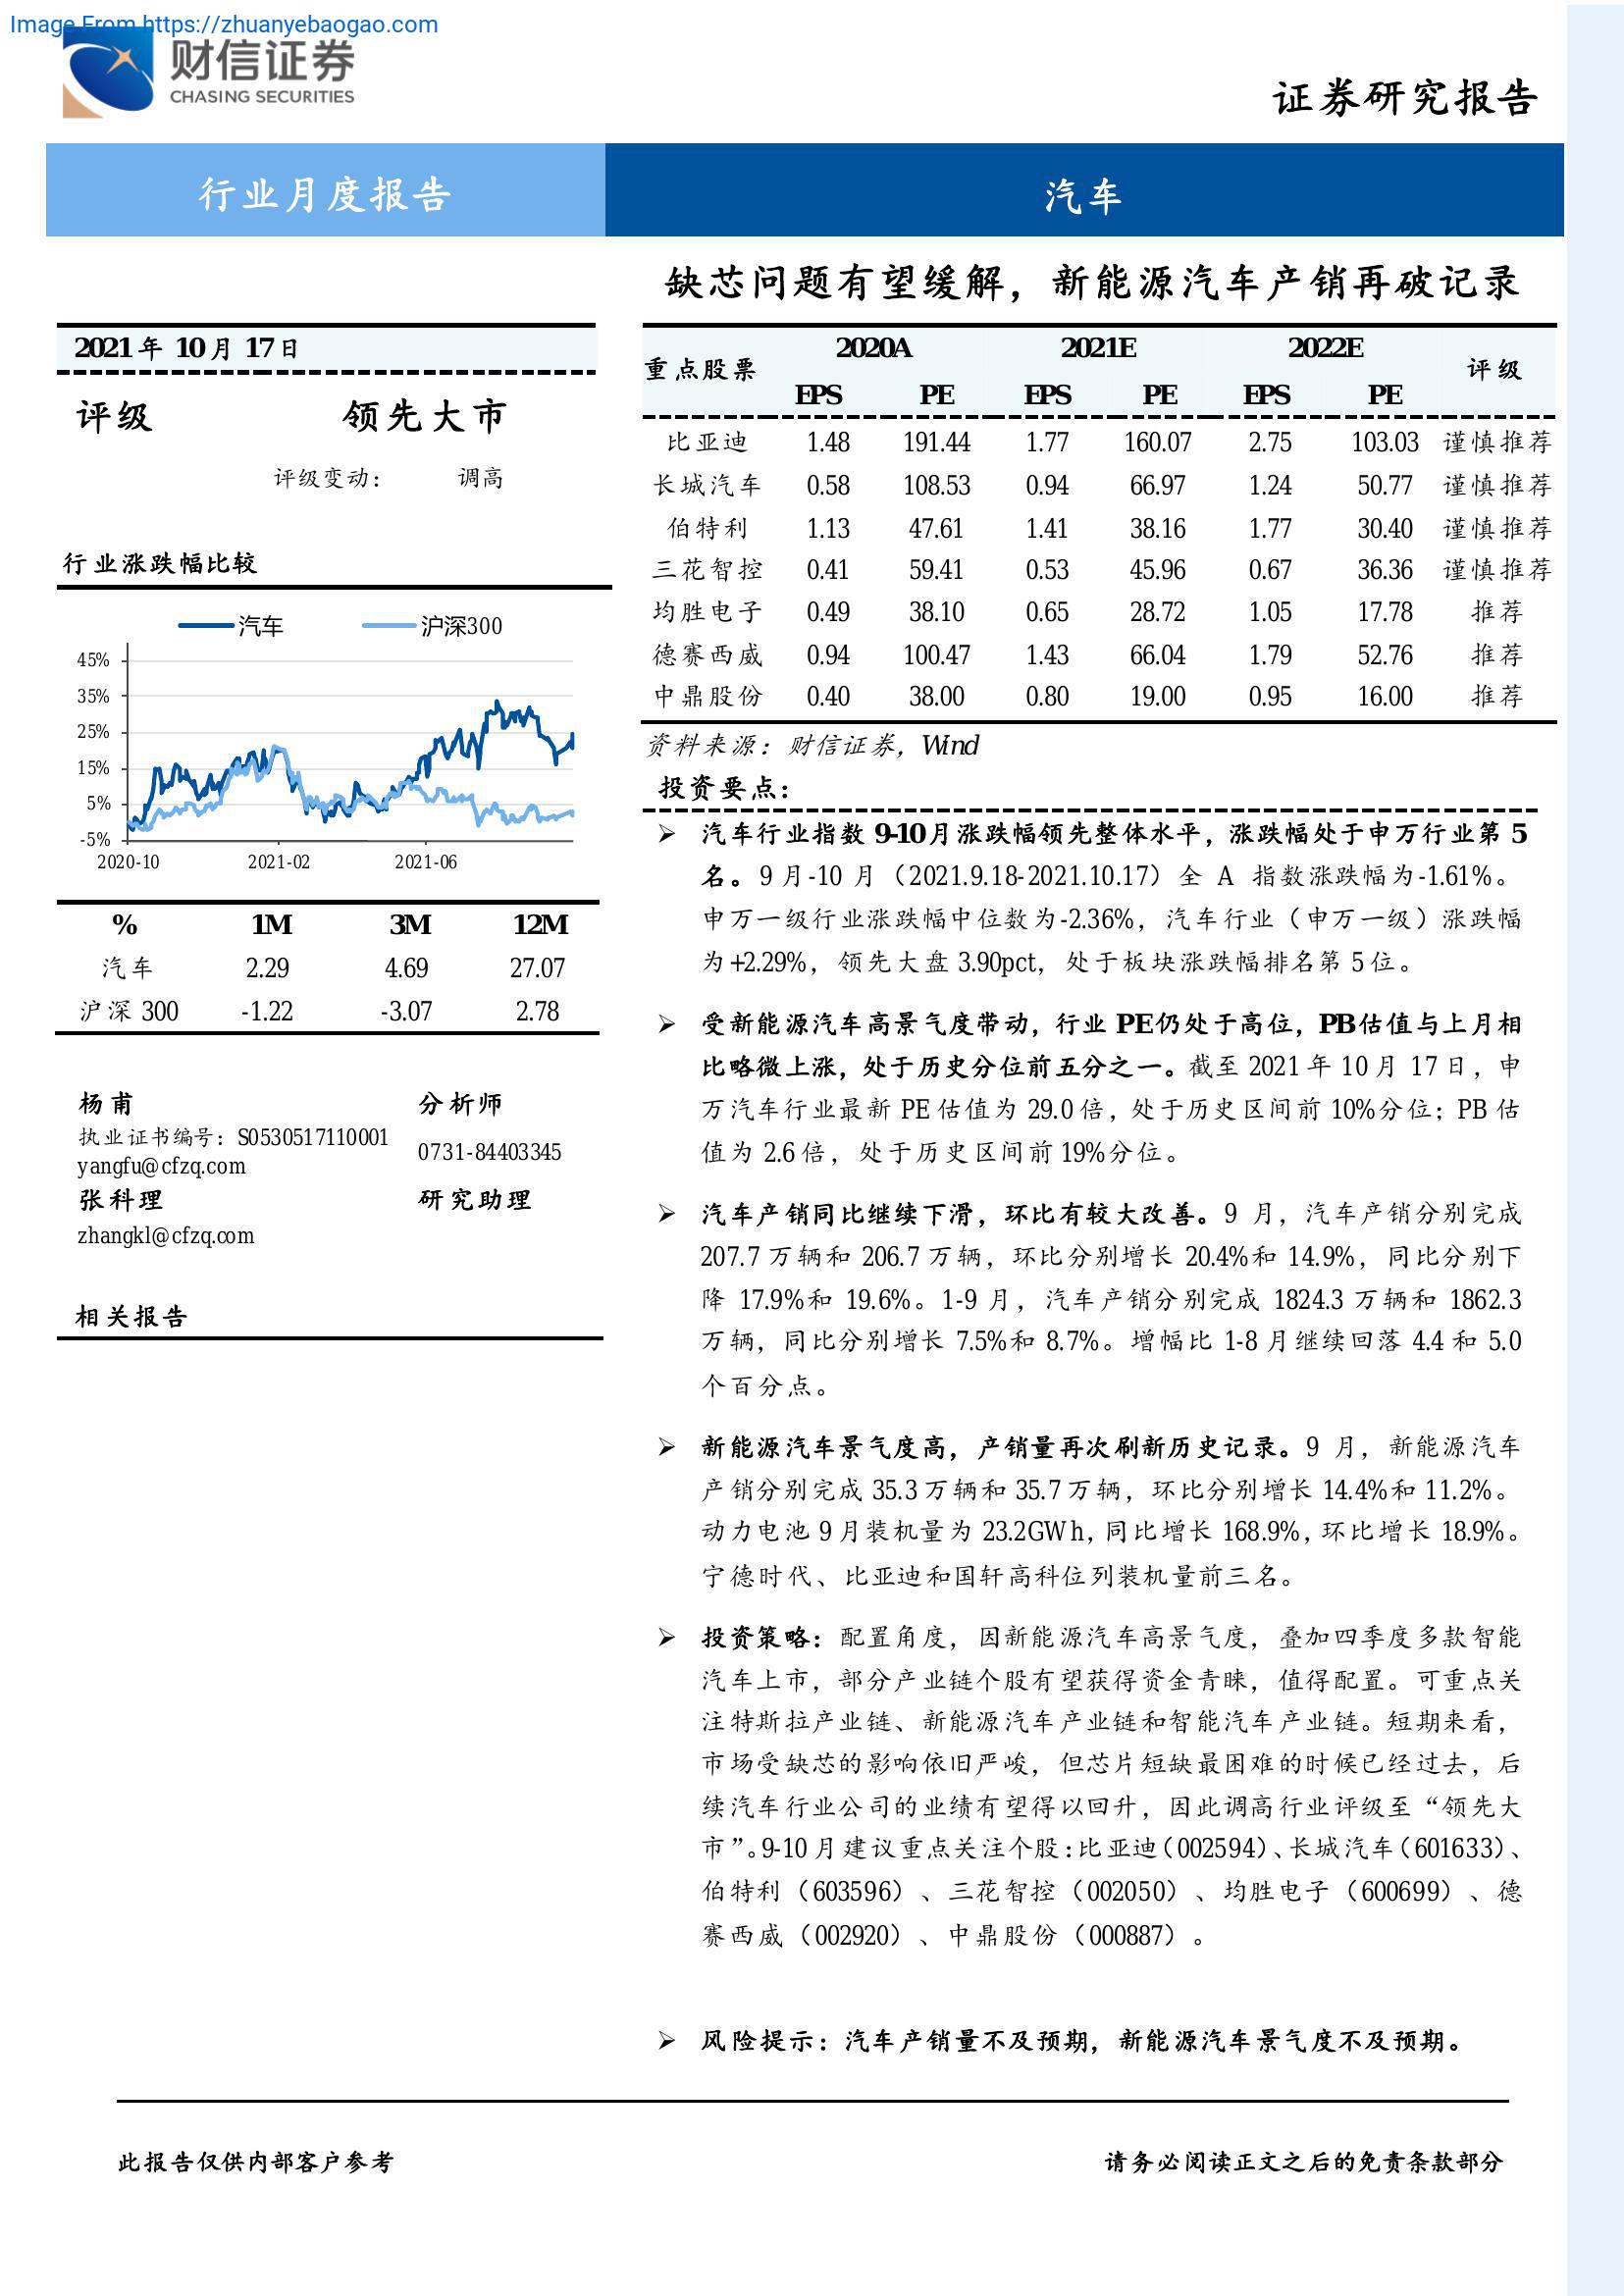 Image From https://zhuanyebaogao.com
财信证券
CHASING SECURITIES
证券研究报告
行业月度报告
汽车
缺芯问题有望缓解，新能源汽车产销再破记录
2021年 10月 17日
评级 领先大市
评级变动： 调高
行业涨跌幅比较
汽车 沪深300
45%
35%
25%
15%
5%
-5%
2020-10 2021-02 2021-06
% 1M 3M 12M
汽车 2.29 4.69 27.07
沪深 300 -1.22 -3.07 2.78
杨甫 分析师
执业证书编号：S0530517110001
0731-84403345
yangfu@cfzq.com
张科理 研究助理
zhangkl@cfzq.com
相关报告
重点股票 2020A 2021E 2022E 评级
EPS PE EPS PE EPS PE
比亚迪 1.48 191.44 1.77 160.07 2.75 103.03 谨慎推荐
长城汽车 0.58 108.53 0.94 66.97 1.24 50.77 谨慎推荐
伯特利 1.13 47.61 1.41 38.16 1.77 30.40 谨慎推荐
三花智控 0.41 59.41 0.53 45.96 0.67 36.36 谨慎推荐
均胜电子 0.49 38.10 0.65 28.72 1.05 17.78 推荐
德赛西威 0.94 100.47 1.43 66.04 1.79 52.76 推荐
中鼎股份 0.40 38.00 0.80 19.00 0.95 16.00 推荐
资料来源：财信证券，Wind
投资要点：
➢ 汽车行业指数 9-10月涨跌幅领先整体水平，涨跌幅处于申万行业第 5
名。9 月-10 月（2021.9.18-2021.10.17）全 A 指数涨跌幅为-1.61%。
申万一级行业涨跌幅中位数为-2.36%，汽车行业（申万一级）涨跌幅
为+2.29%，领先大盘 3.90pct，处于板块涨跌幅排名第 5 位。
➢ 受新能源汽车高景气度带动，行业 PE仍处于高位，PB估值与上月相
比略微上涨，处于历史分位前五分之一。截至 2021 年 10 月 17 日，申
万汽车行业最新 PE 估值为 29.0 倍，处于历史区间前 10%分位；PB 估
值为 2.6 倍，处于历史区间前 19%分位。
➢ 汽车产销同比继续下滑，环比有较大改善。9 月，汽车产销分别完成
207.7 万辆和 206.7 万辆，环比分别增长 20.4%和 14.9%，同比分别下
降 17.9%和 19.6%。1-9 月，汽车产销分别完成 1824.3 万辆和 1862.3
万辆，同比分别增长 7.5%和 8.7%。增幅比 1-8 月继续回落 4.4 和 5.0
个百分点。
➢ 新能源汽车景气度高，产销量再次刷新历史记录。9 月，新能源汽车
产销分别完成 35.3 万辆和 35.7 万辆，环比分别增长 14.4%和 11.2%。
动力电池 9 月装机量为 23.2GWh，同比增长 168.9%，环比增长 18.9%。
宁德时代、比亚迪和国轩高科位列装机量前三名。
➢ 投资策略：配置角度，因新能源汽车高景气度，叠加四季度多款智能
汽车上市，部分产业链个股有望获得资金青睐，值得配置。可重点关
注特斯拉产业链、新能源汽车产业链和智能汽车产业链。短期来看，
市场受缺芯的影响依旧严峻，但芯片短缺最困难的时候已经过去，后
续汽车行业公司的业绩有望得以回升，因此调高行业评级至“领先大
市”。9-10 月建议重点关注个股：比亚迪（002594）、长城汽车（601633）、
伯特利（603596）、三花智控（002050）、均胜电子（600699）、德
赛西威（002920）、中鼎股份（000887）。
➢ 风险提示：汽车产销量不及预期，新能源汽车景气度不及预期。
此报告仅供内部客户参考
请务必阅读正文之后的免责条款部分